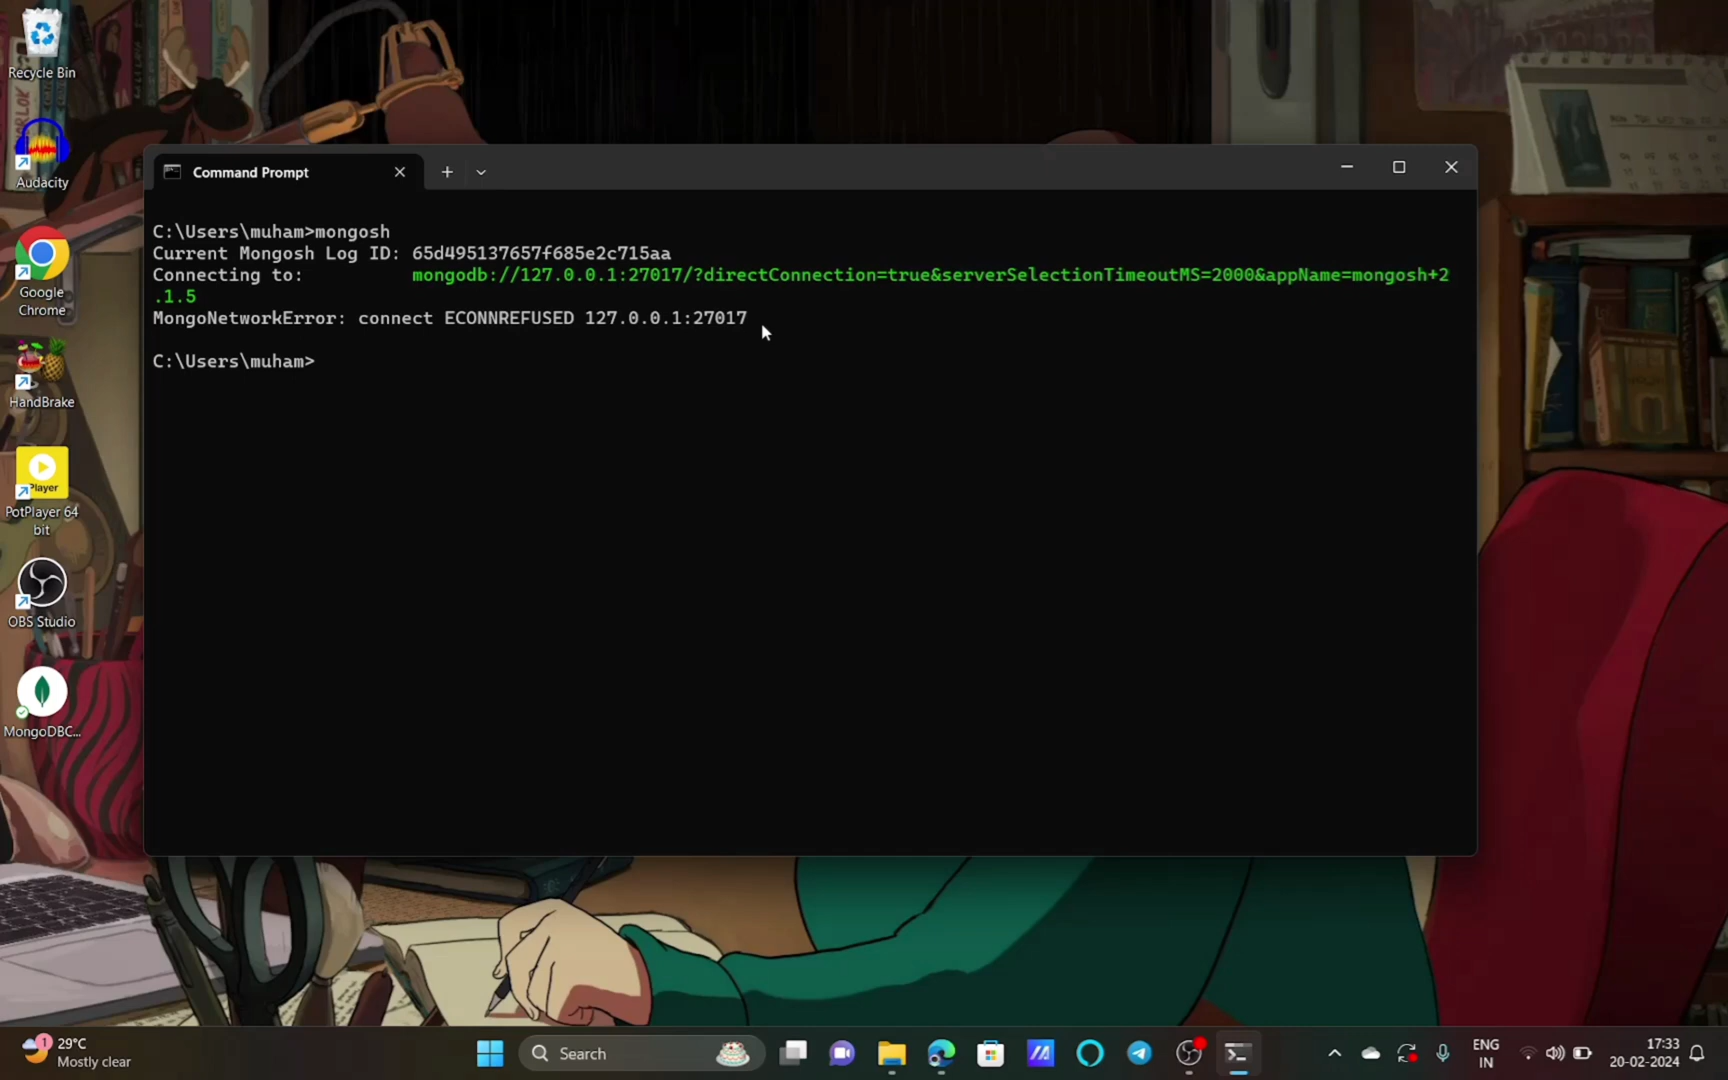 Recycle Bin
Audacity
Google
Chrome
HandBrake
Player
PotPlayer 64
bit
OBS Studio
MongoDBC...
Command Prompt
C:\Users\muham>mongosh
Current Mongosh Log ID: 65d495137657f685e2c715aa
Connecting to: mongodb://127.0.0.1:27017/?directConnection=true&serverSelectionTimeoutMS=2000&appName=mongosh+2
.1.5
MongoNetworkError: connect ECONNREFUSED 127.0.0.1:27017
C:\Users\muham>
1
29°C
Mostly clear
Search
ENG
IN
17:33
20-02-2024